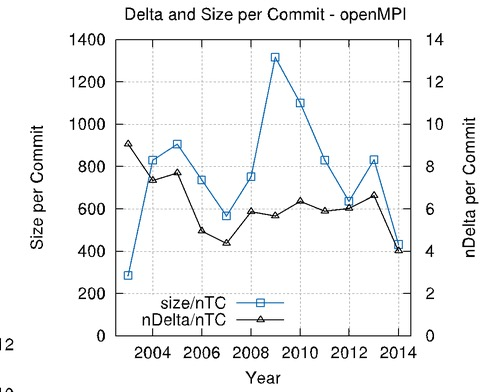 Delta and Size per Commit - openMPI
1400
1200
1000
800
600
400
200
0
Size per Commit
14
12
10
8
6
4
2
0
nDelta per Commit
size/nTC
nDelta/nTC
2004 2006 2008 2010 2012 2014
Year
12